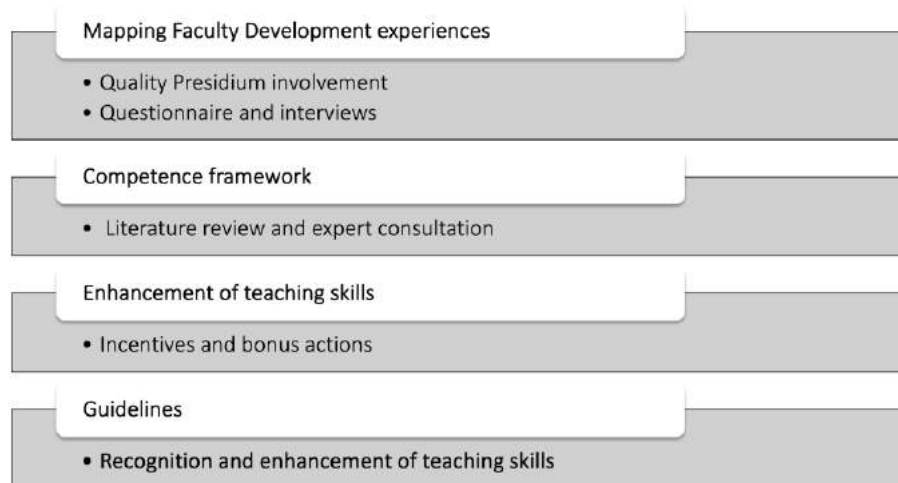 Mapping Faculty Development experiences
• Quality Presidium involvement
• Questionnaire and interviews
Competence framework
• Literature review and expert consultation
Enhancement of teaching skills
• Incentives and bonus actions
Guidelines
• Recognition and enhancement of teaching skills